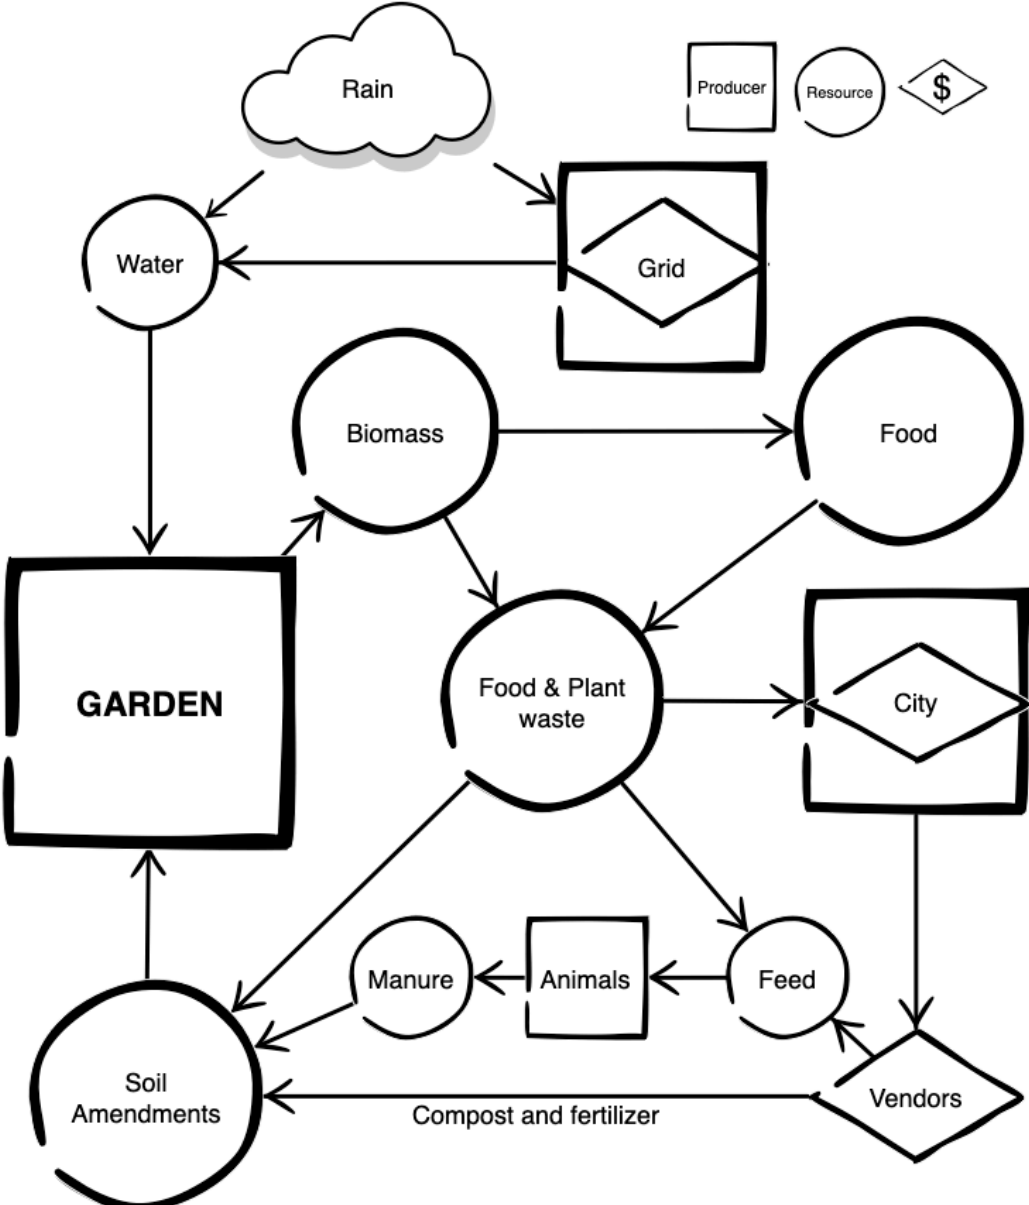 Rain
Producer
Resource
$
Water
Grid
Biomass
Food
GARDEN
Food & Plant
waste
City
Manure
Animals
Feed
Soil
Amendments
Vendors
Compost and fertilizer